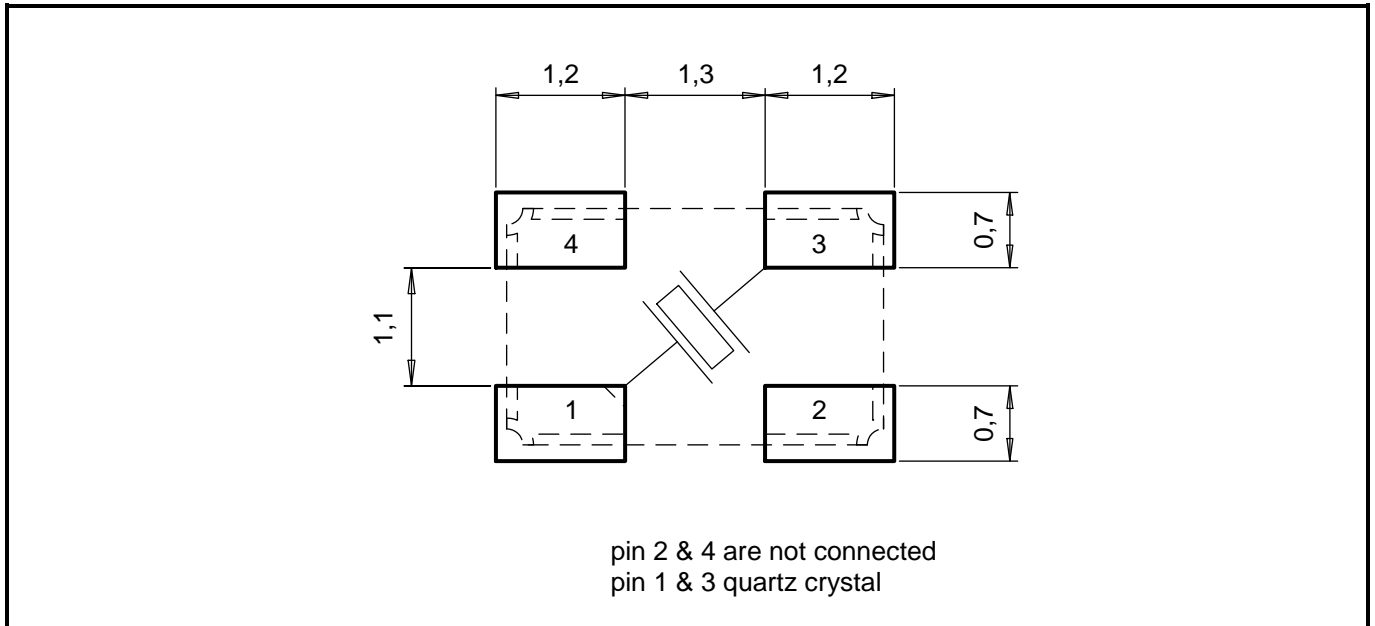 1,2 1,3 1,2
4 3 0,7
1,1
1 2 0,7
pin 2 & 4 are not connected
pin 1 & 3 quartz crystal